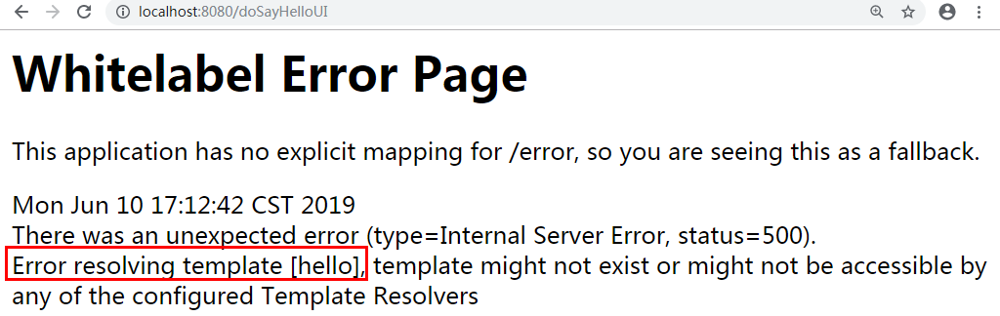 localhost:8080/doSayHelloUI
Whitelabel Error Page
This application has no explicit mapping for /error, so you are seeing this as a fallback.
Mon Jun 10 17:12:42 CST 2019
There was an unexpected error (type=Internal Server Error, status=500).
Error resolving template [hello], template might not exist or might not be accessible by
any of the configured Template Resolvers